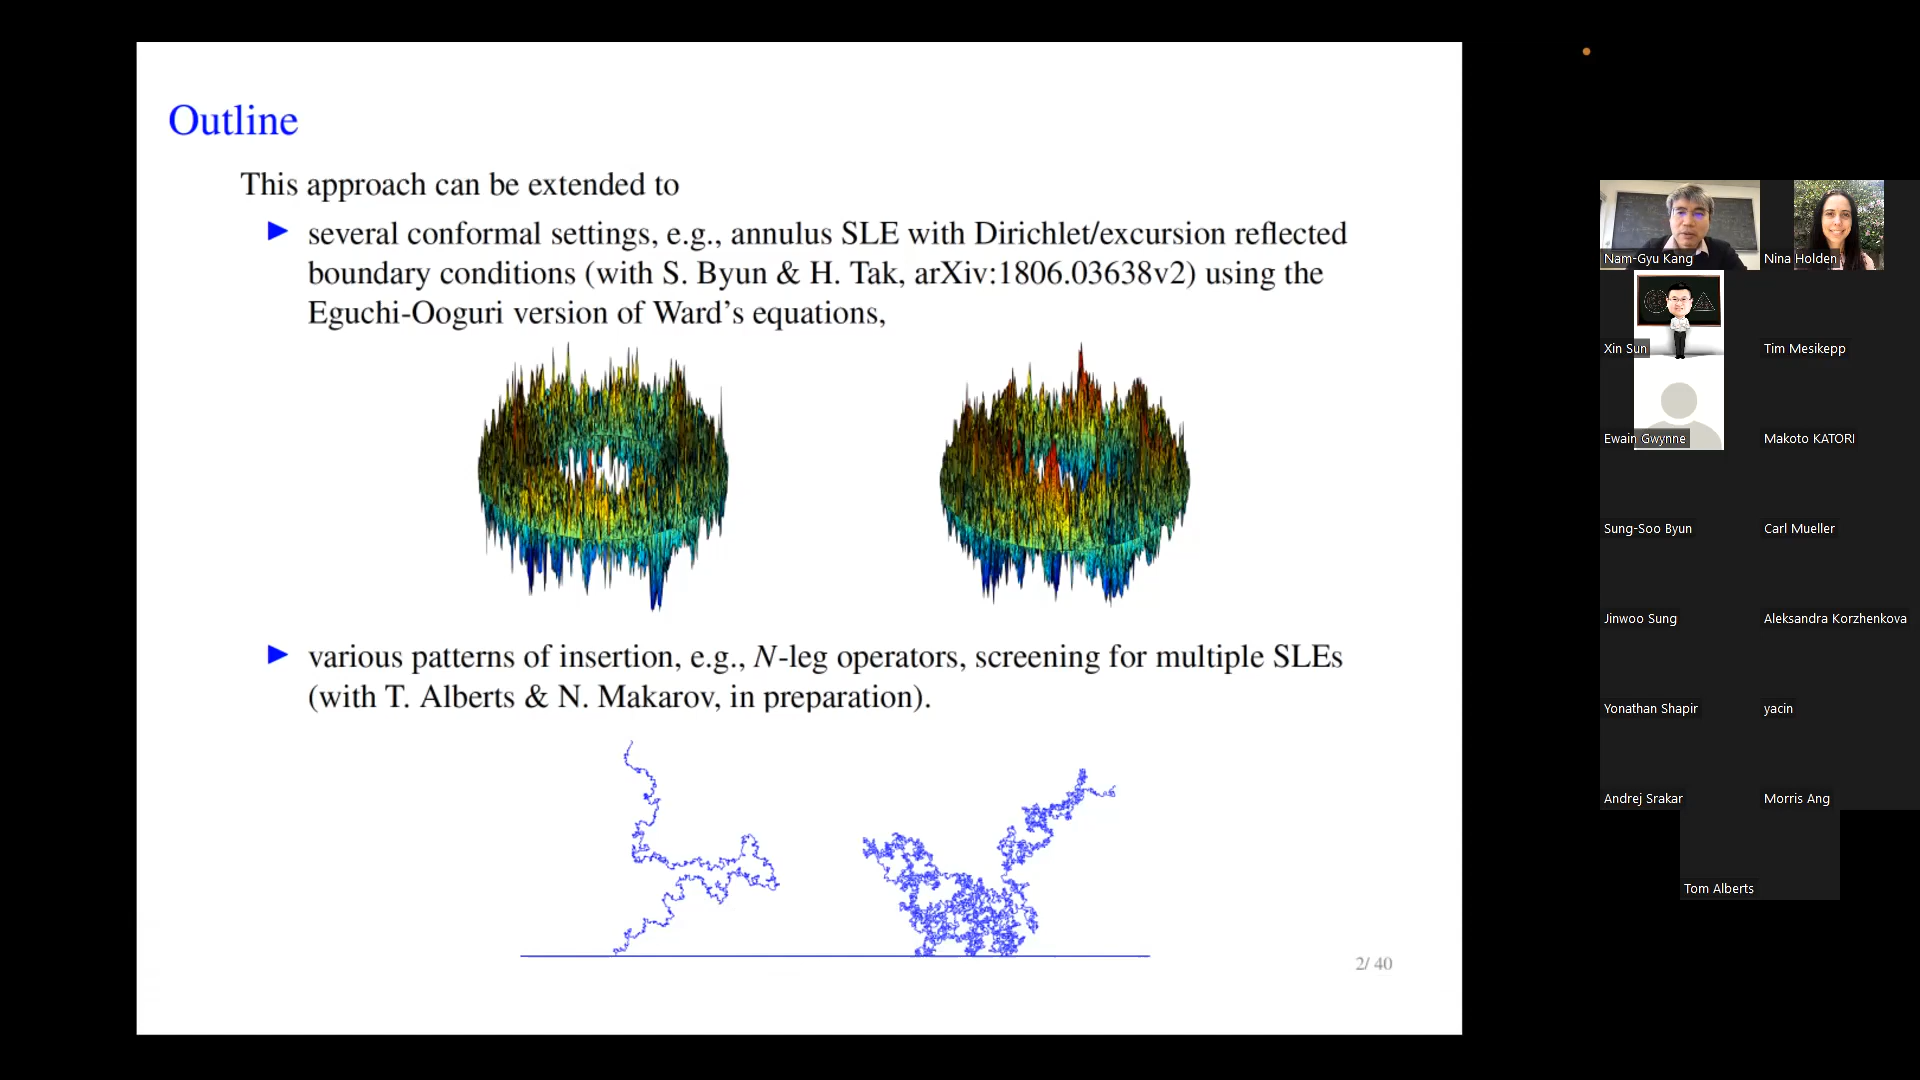 Outline
This approach can be extended to
▶ several conformal settings, e.g., annulus SLE with Dirichlet/excursion reflected
boundary conditions (with S. Byun & H. Tak, arXiv:1806.03638v2) using the
Eguchi-Ooguri version of Ward’s equations,
▶ various patterns of insertion, e.g., N-leg operators, screening for multiple SLEs
(with T. Alberts & N. Makarov, in preparation).
2/ 40
Nam-Gyu Kang
Nina Holden
Xin Sun
Tim Mesikepp
Ewain Gwynne
Makoto KATORI
Sung-Soo Byun
Carl Mueller
Jinwoo Sung
Aleksandra Korzhenkova
Yonathan Shapir
yacin
Andrej Srakar
Morris Ang
Tom Alberts